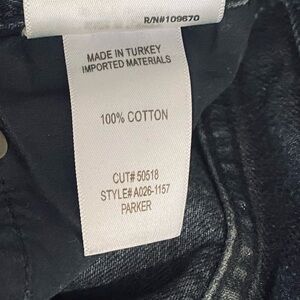 R/N#109670
MADE IN TURKEY
IMPORTED MATERIALS
100% COTTON
CUT# 50518
STYLE# A026-1157
PARKER